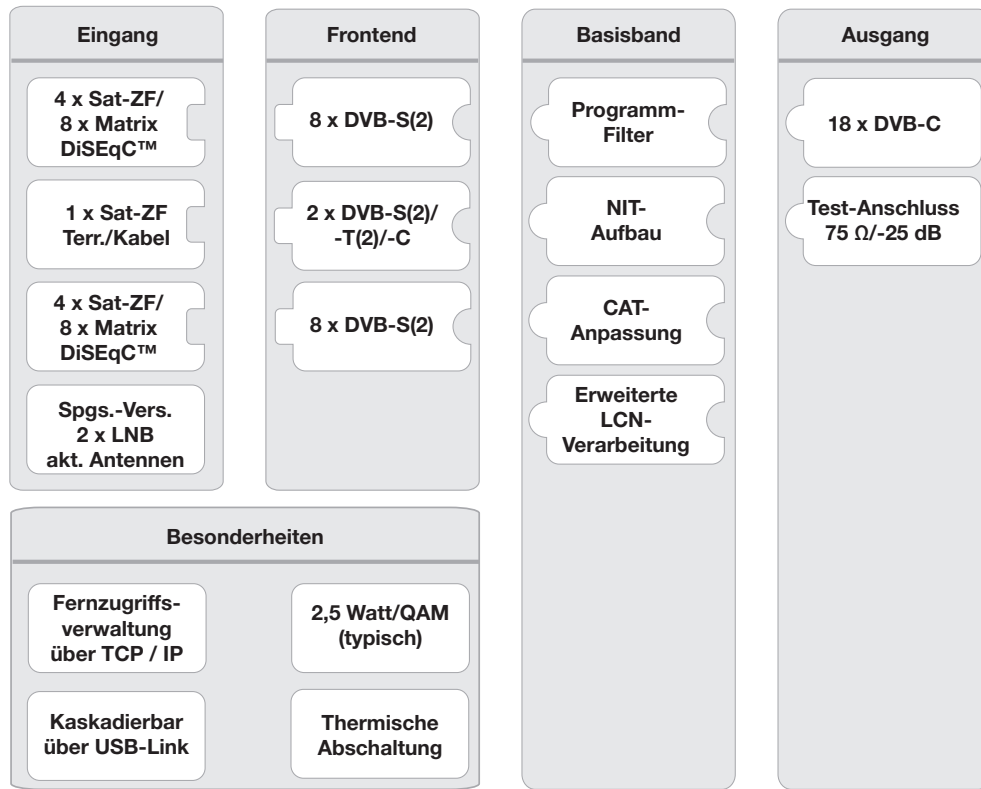 Eingang
4 x Sat-ZF/
8 x Matrix
DiSEqC™
1 x Sat-ZF
Terr./Kabel
4 x Sat-ZF/
8 x Matrix
DiSEqC™
Spgs.-Vers.
2 x LNB
akt. Antennen
Frontend
8 x DVB-S(2)
2 x DVB-S(2)/
-T(2)/-C
8 x DVB-S(2)
Basisband
Programm-
Filter
NIT-
Aufbau
CAT-
Anpassung
Erweiterte
LCN-
Verarbeitung
Ausgang
18 x DVB-C
Test-Anschluss
75 Ω/-25 dB
Besonderheiten
Fernzugriffs-
verwaltung
über TCP / IP
2,5 Watt/QAM
(typisch)
Kaskadierbar
über USB-Link
Thermische
Abschaltung